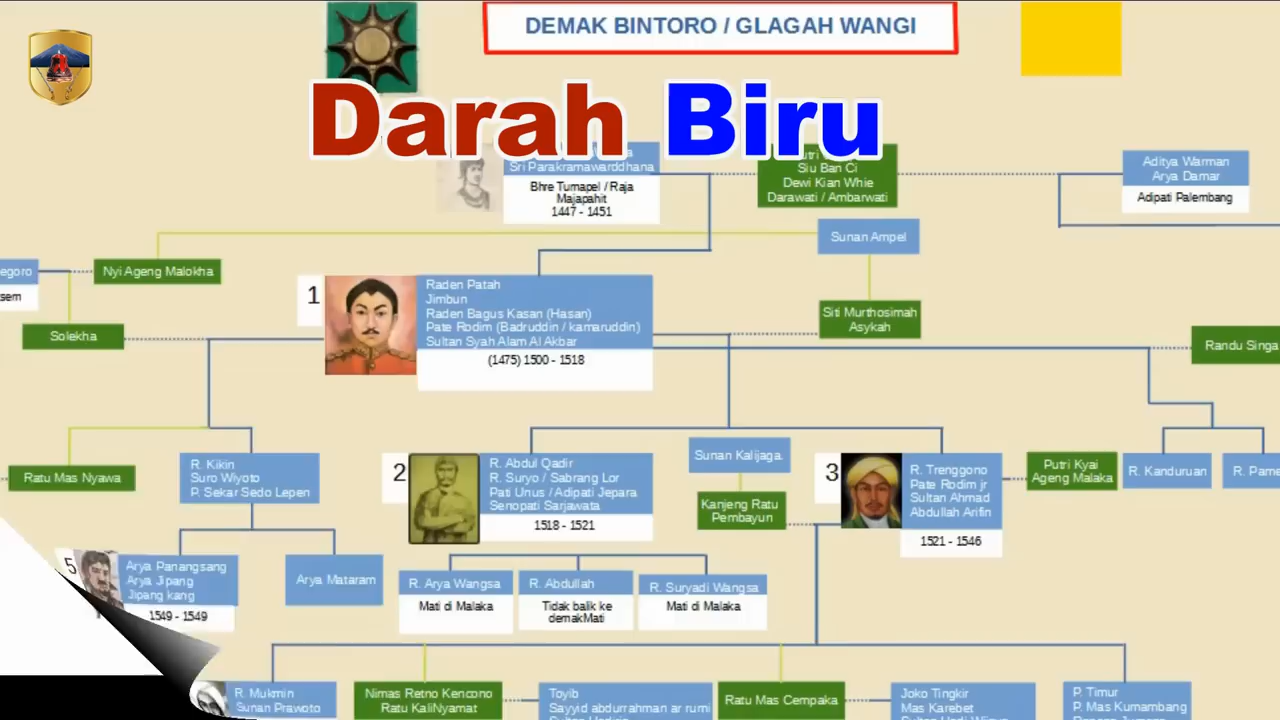 DEMAK BINTORO / GLAGAH WANGI
Darah Biru
Sri Parakramawarddhana
Bhre Tumapel / Raja
Majapahit
1447 - 1451
Siu Ban Ci
Dewi Kian Whie
Darawati / Ambarwati
Aditya Warman
Arya Damar
Adipati Palembang
Sunan Ampel
egoro
sem
Nyi Ageng Malokha
1
Raden Patah
Jimbun
Raden Bagus Kasan (Hasan)
Pate Rodim (Badruddin / kamaruddin)
Sultan Syah Alam Al Akbar
(1475) 1500 - 1518
Siti Murthosimah
Asykah
Solekha
Randu Singa
Ratu Mas Nyawa
R. Kikin
Suro Wiyoto
P. Sekar Sedo Lepen
2
R. Abdul Qadir
R. Suryo / Sabrang Lor
Pati Unus / Adipati Jepara
Senopati Sarjawata
1518 - 1521
Sunan Kalijaga.
Kanjeng Ratu
Pembayun
3
R. Trenggono
Pate Rodim jr
Sultan Ahmad
Abdullah Arifin
1521 - 1546
Putri Kyai
Ageng Malaka
R. Kanduruan
R. Pame
5
Arya Panangsang
Arya Jipang
Jipang kang
1549 - 1549
Arya Mataram
R. Arya Wangsa
Mati di Malaka
R. Abdullah
Tidak balik ke
demakMati
R. Suryadi Wangsa
Mati di Malaka
R. Mukmin
Sunan Prawoto
Nimas Retno Kencono
Ratu KaliNyamat
Toyib
Sayyid abdurrahman ar rumi
Ratu Mas Cempaka
Joko Tingkir
Mas Karebet
P. Timur
P. Mas Kumambang